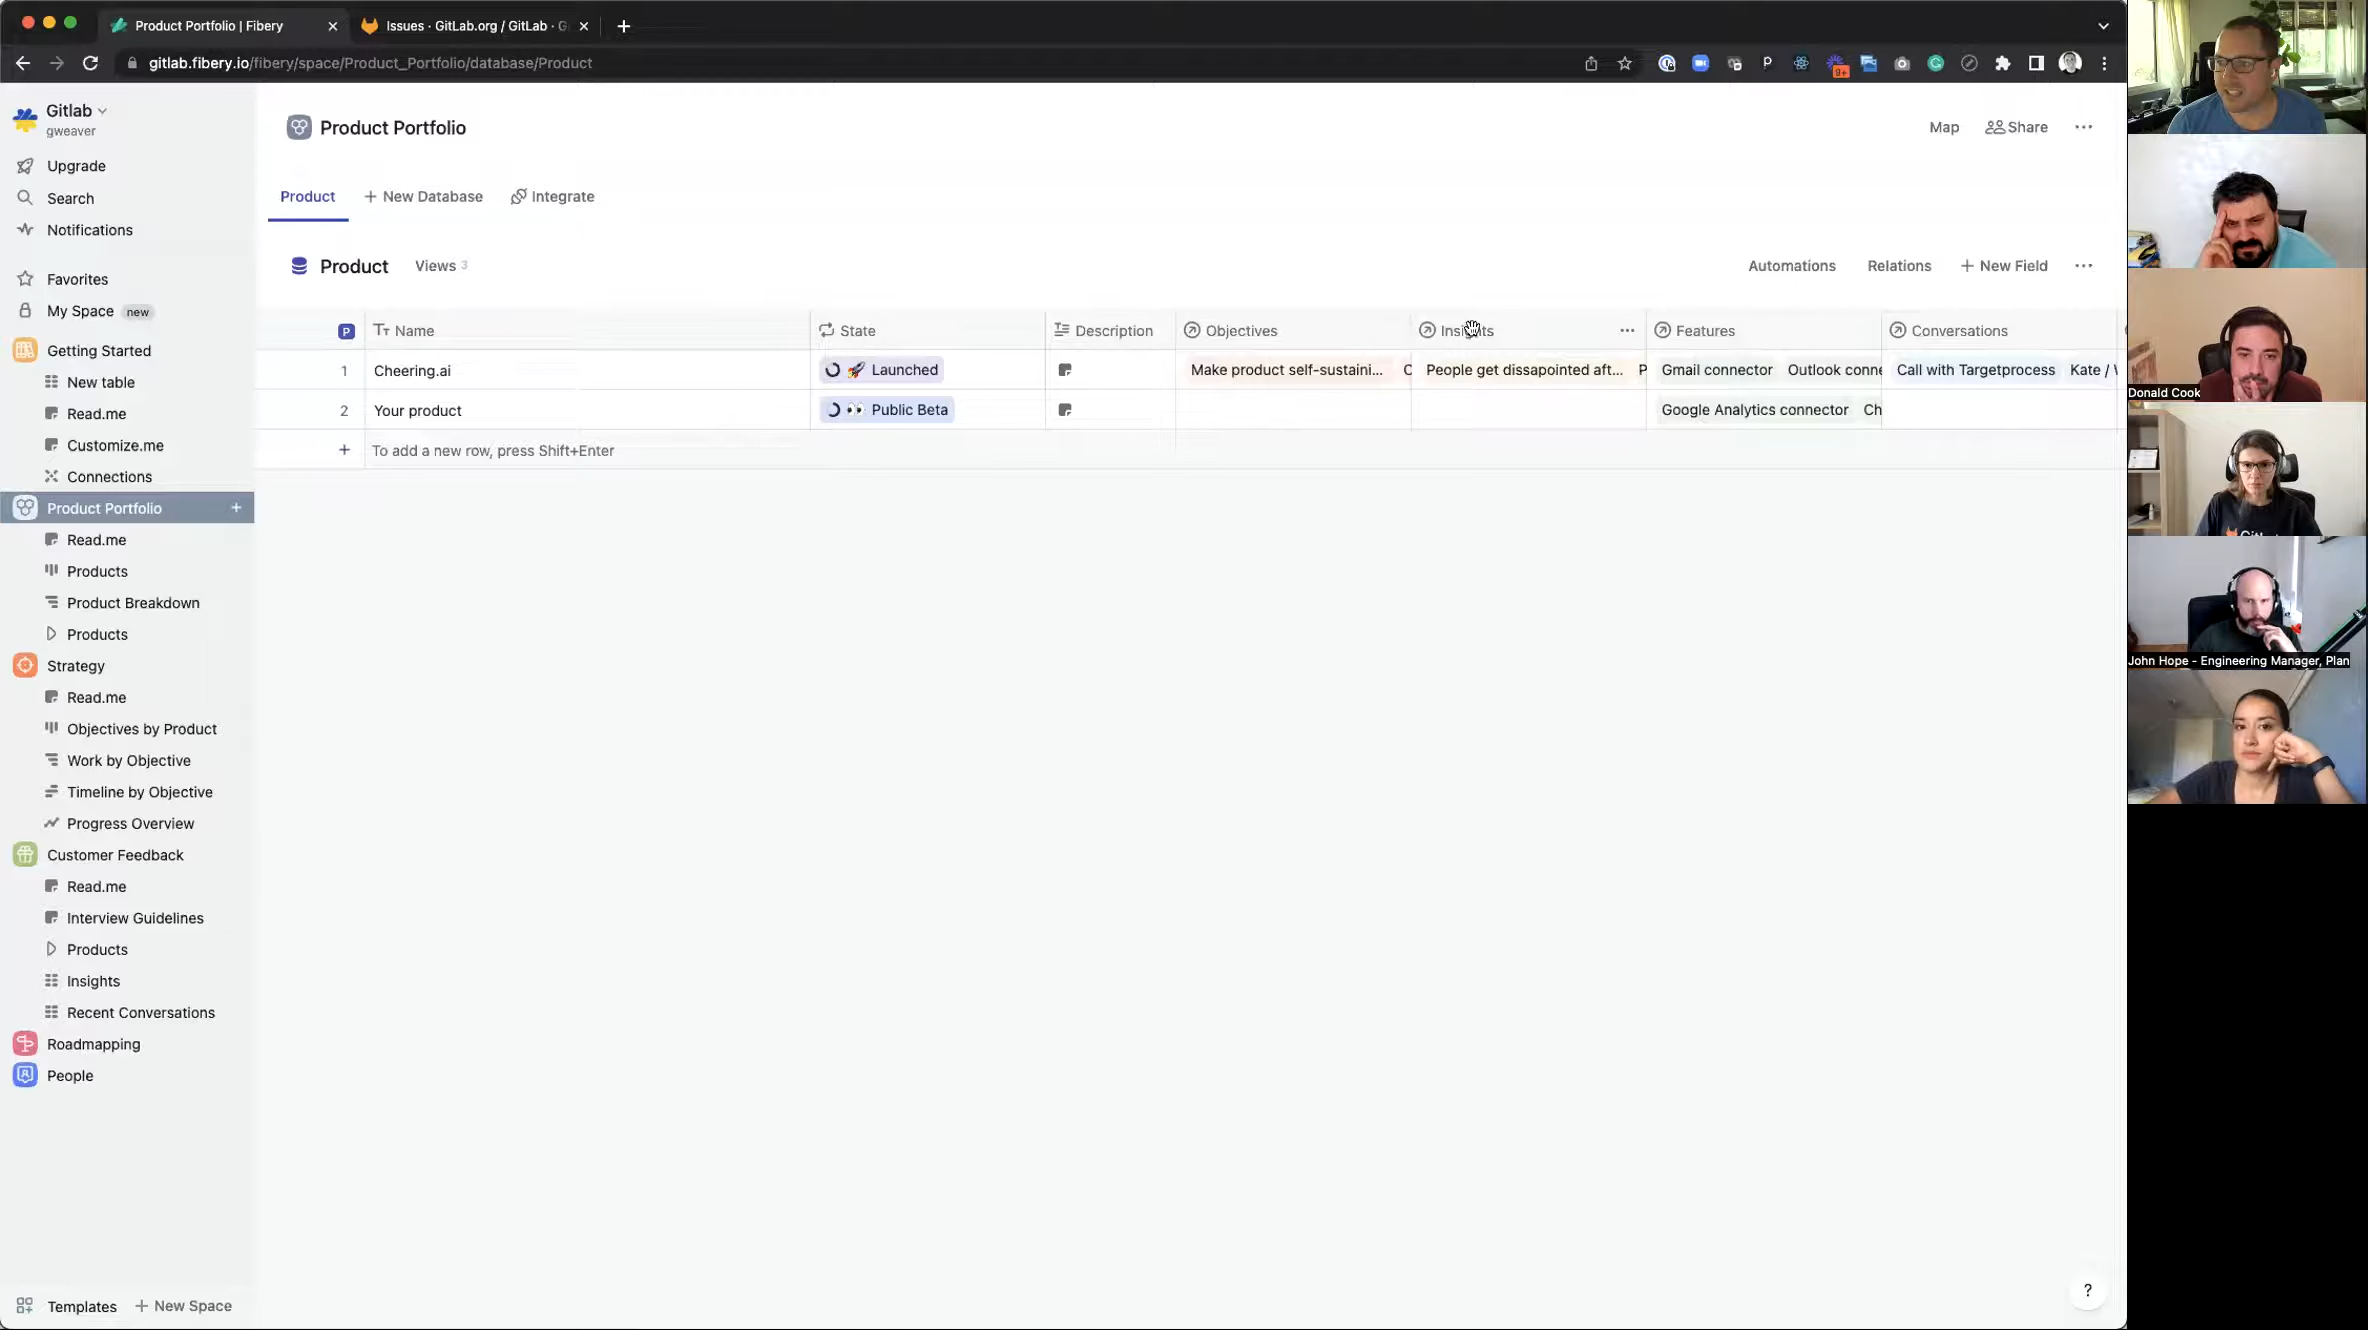 Product Portfolio | Fibery
Issues · GitLab.org / GitLab · G
gitlab.fibery.io/fibery/space/Product_Portfolio/database/Product
9+
Gitlab
gweaver
Upgrade
Search
Notifications
Favorites
My Space new
Getting Started
New table
Read.me
Customize.me
Connections
Product Portfolio
Read.me
Products
Product Breakdown
Products
Strategy
Read.me
Objectives by Product
Work by Objective
Timeline by Objective
Progress Overview
Customer Feedback
Read.me
Interview Guidelines
Products
Insights
Recent Conversations
Roadmapping
People
Templates + New Space
Product Portfolio
Map Share
Product + New Database Integrate
Product Views 3
Automations Relations + New Field
P Name State Description Objectives Features Conversations
1 Cheering.ai 🚀 Launched Make product self-sustaini... People get dissapointed aft... P Gmail connector Outlook conne Call with Targetprocess Kate /
2 Your product 👀 Public Beta Google Analytics connector Ch
+ To add a new row, press Shift+Enter
?
Donald Cook
John Hope - Engineering Manager, Plan